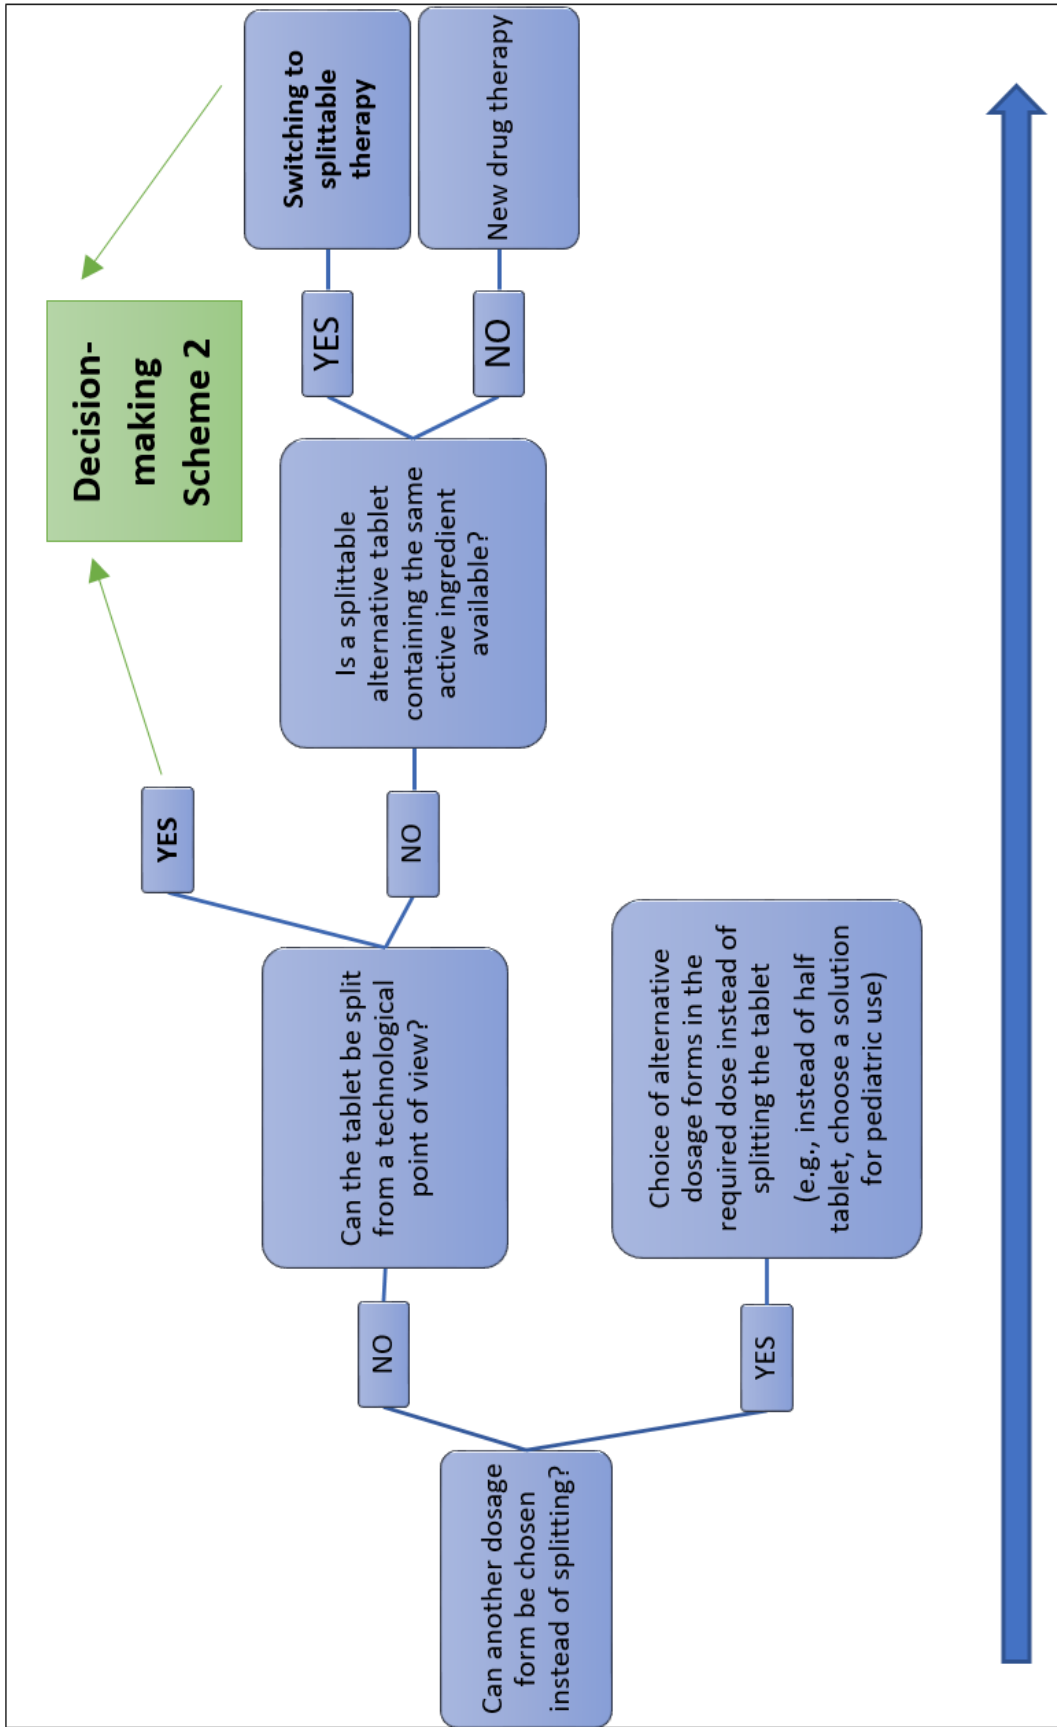 Can another dosage
form be chosen
instead of splitting?
NO
YES
Can the tablet be split
from a technological
point of view?
Choice of alternative
dosage forms in the
required dose instead of
splitting the tablet
(e.g., instead of half
tablet, choose a solution
for pediatric use)
YES
NO
Is a splittable
alternative tablet
containing the same
active ingredient
available?
Decision-
making
Scheme 2
YES
NO
Switching to
splittable
therapy
New drug therapy